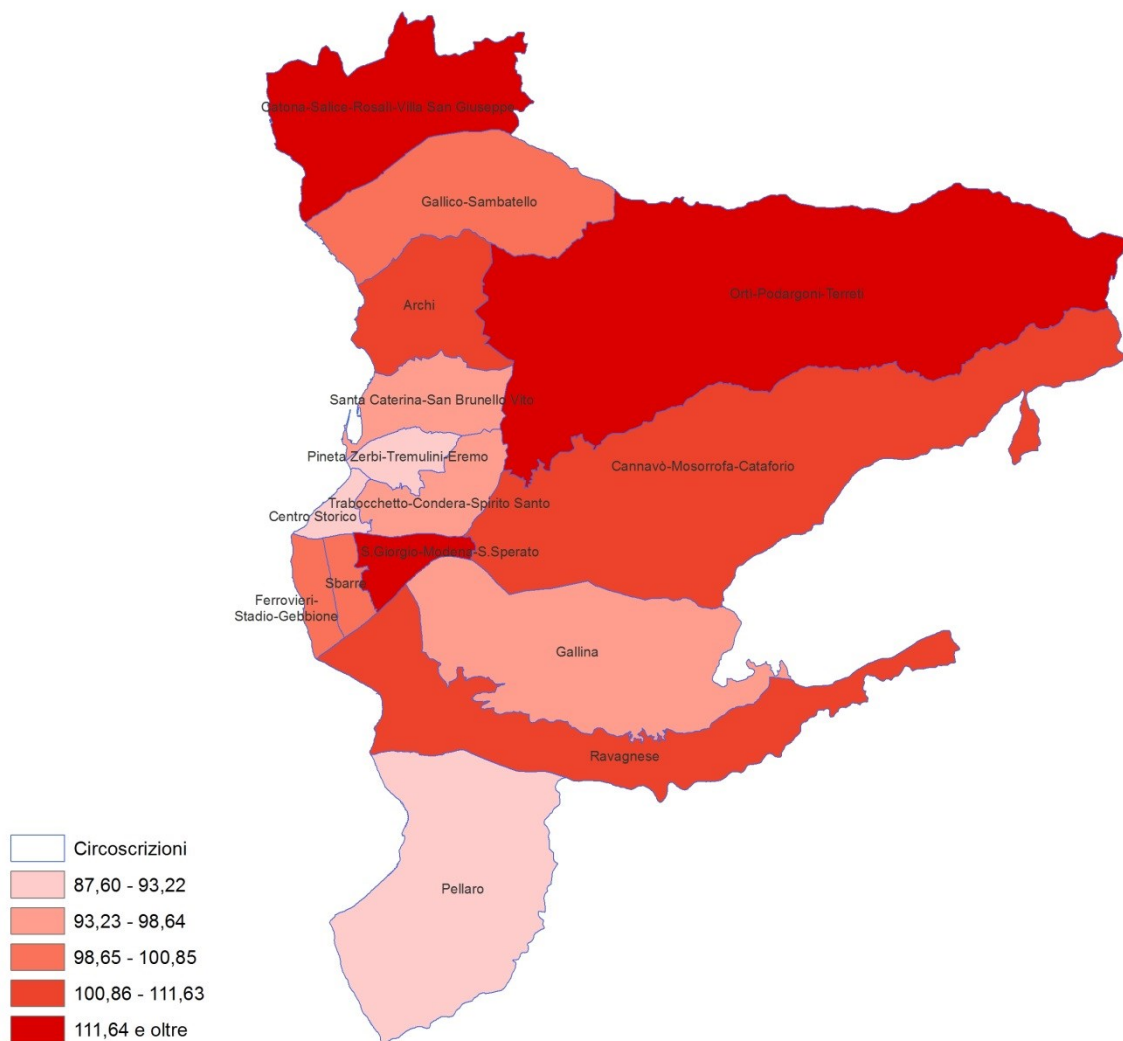 Catona-Salice-Rosalì-Villa San Giuseppe
Gallico-Sambatello
Orti-Podargoni-Terreti
Archi
Santa Caterina-San Brunello Vito
Pineta Zerbi-Tremulini-Eremo
Cannavò-Mosorrofa-Cataforio
Trabocchetto-Condera-Spirito Santo
Centro Storico
S.Giorgio-Modena-S.Sperato
Sbarre
Ferrovieri-
Stadio-Gebbione
Gallina
Ravagnese
Pellaro
Circoscrizioni
87,60 - 93,22
93,23 - 98,64
98,65 - 100,85
100,86 - 111,63
111,64 e oltre